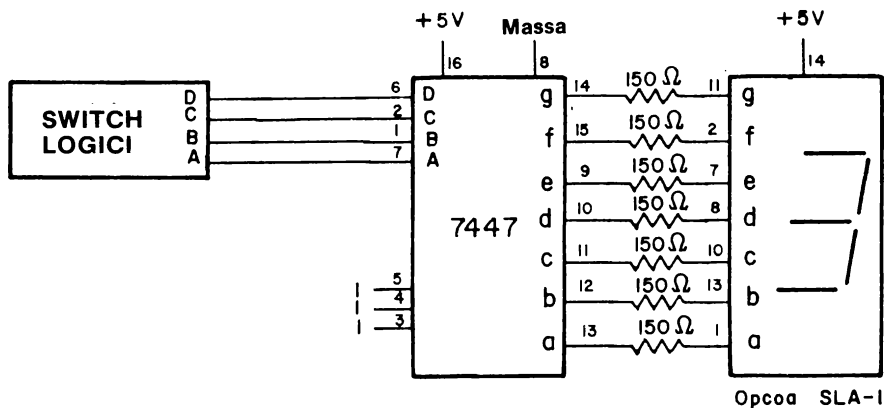 +5V Massa +5V
16 8 14
SWITCH LOGICI
D 6 D g 14 150 Ω 11 g
C 2 C
B 1 B f 15 150 Ω 2 f
A 7 A
e 9 150 Ω 7 e
7447 d 10 150 Ω 8 d
c 11 150 Ω 10 c
1 5
1 4 b 12 150 Ω 13 b
1 3
a 13 150 Ω 1 a
Opcoa SLA-1